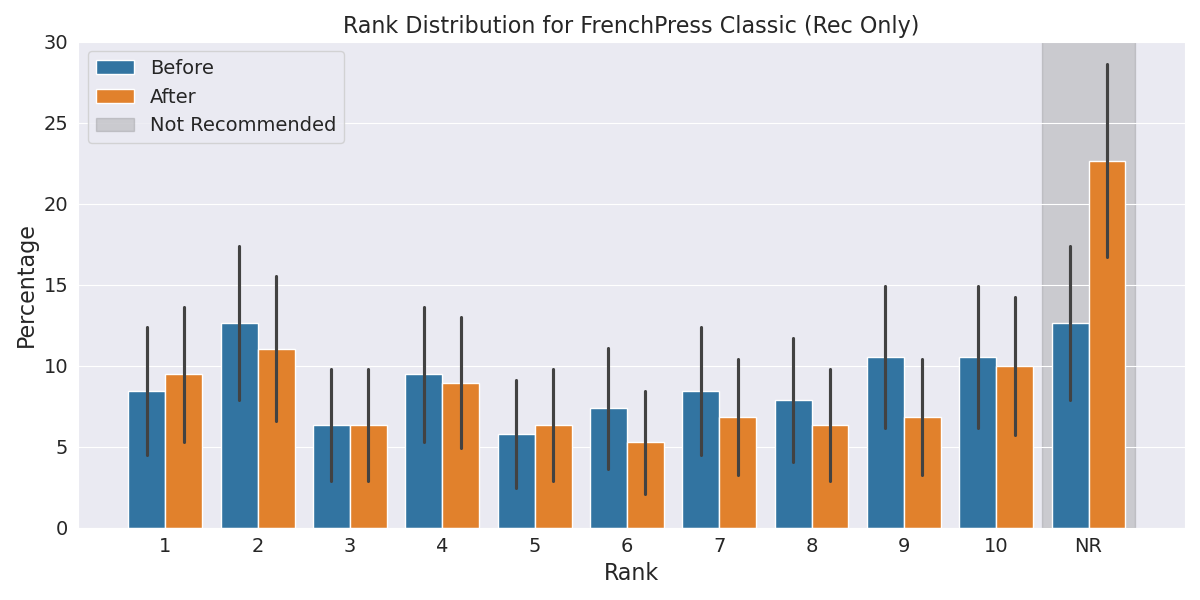 Rank Distribution for FrenchPress Classic (Rec Only)
30
25
20
15
10
5
0
Percentage
Before
After
Not Recommended
1 2 3 4 5 6 7 8 9 10 NR
Rank